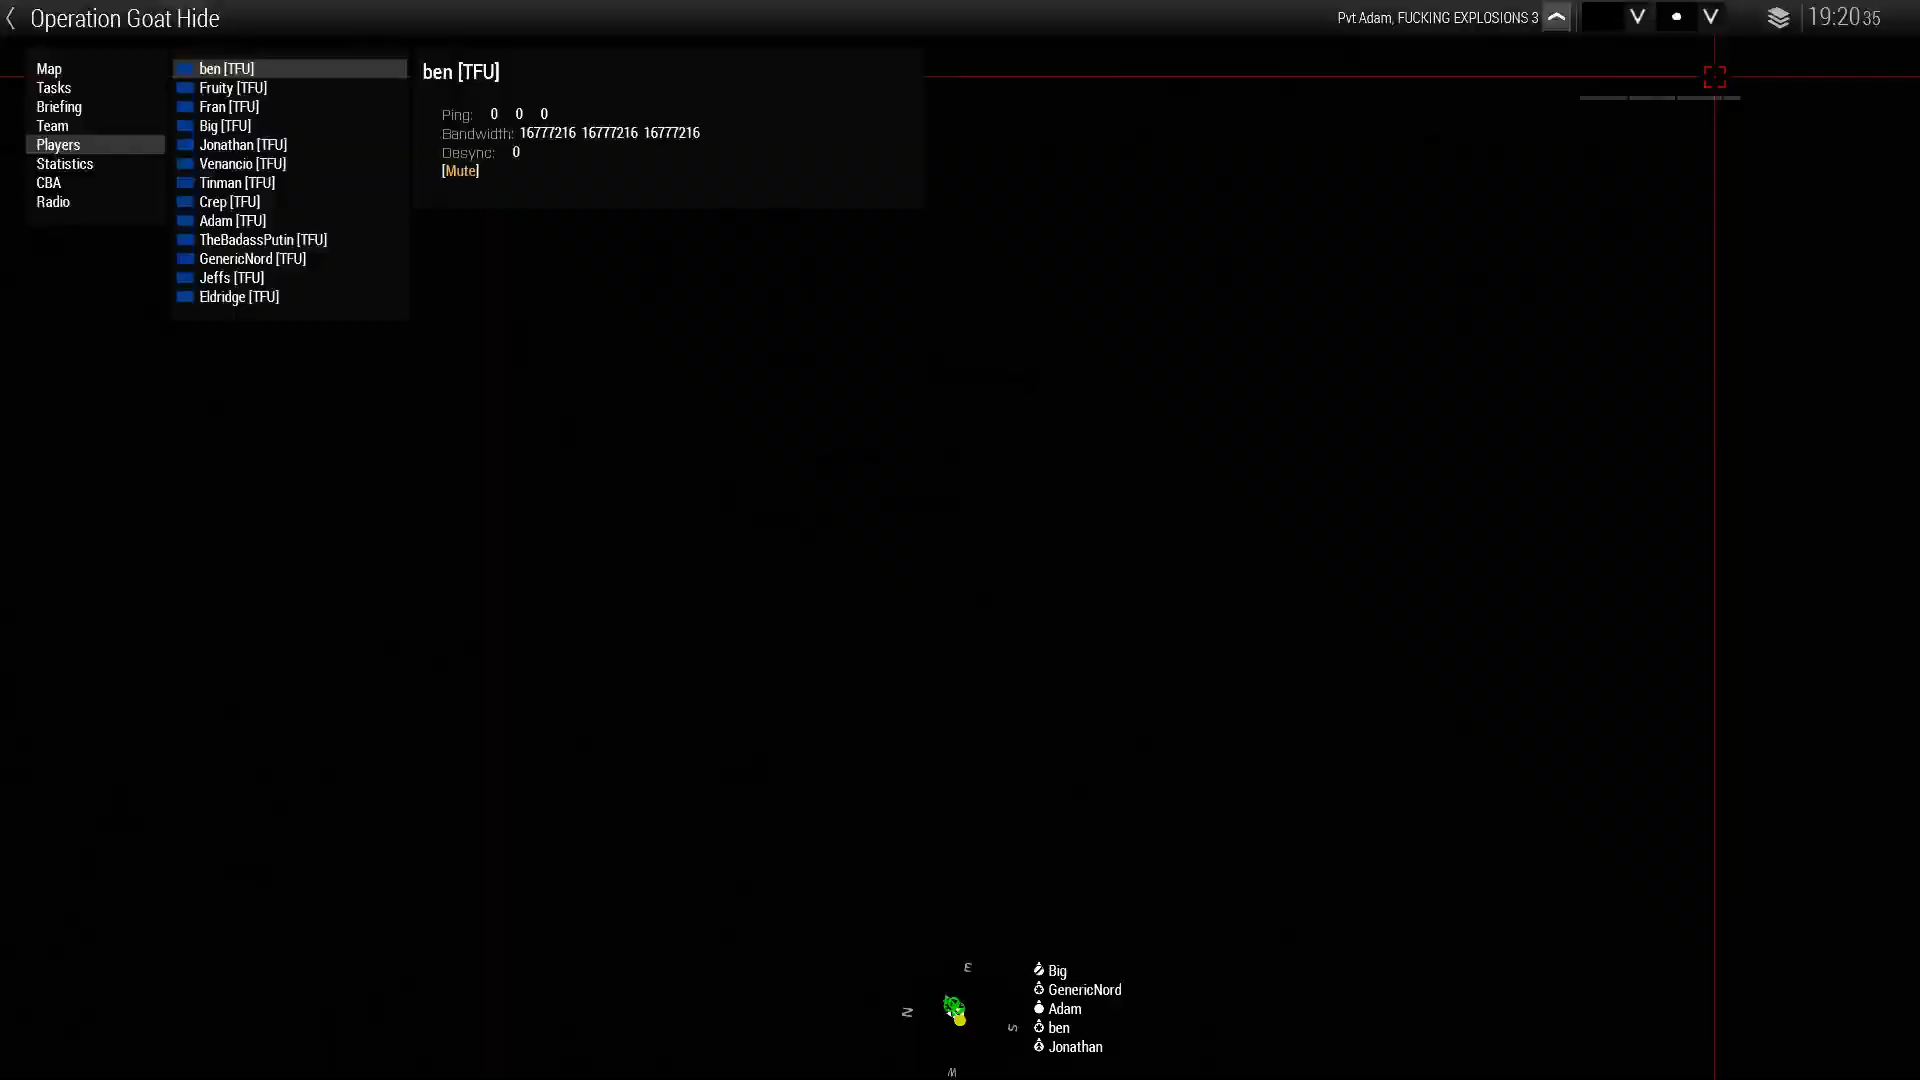 Operation Goat Hide
Pvt Adam, FUCKING EXPLOSIONS 3
19:20 35
Map
Tasks
Briefing
Team
Players
Statistics
CBA
Radio
ben [TFU]
Fruity [TFU]
Fran [TFU]
Big [TFU]
Jonathan [TFU]
Venancio [TFU]
Tinman [TFU]
Crep [TFU]
Adam [TFU]
TheBadassPutin [TFU]
GenericNord [TFU]
Jeffs [TFU]
Eldridge [TFU]
ben [TFU]
Ping: 0 0 0
Bandwidth: 16777216 16777216 16777216
Desync: 0
[Mute]
E
N
S
W
Big
GenericNord
Adam
ben
Jonathan